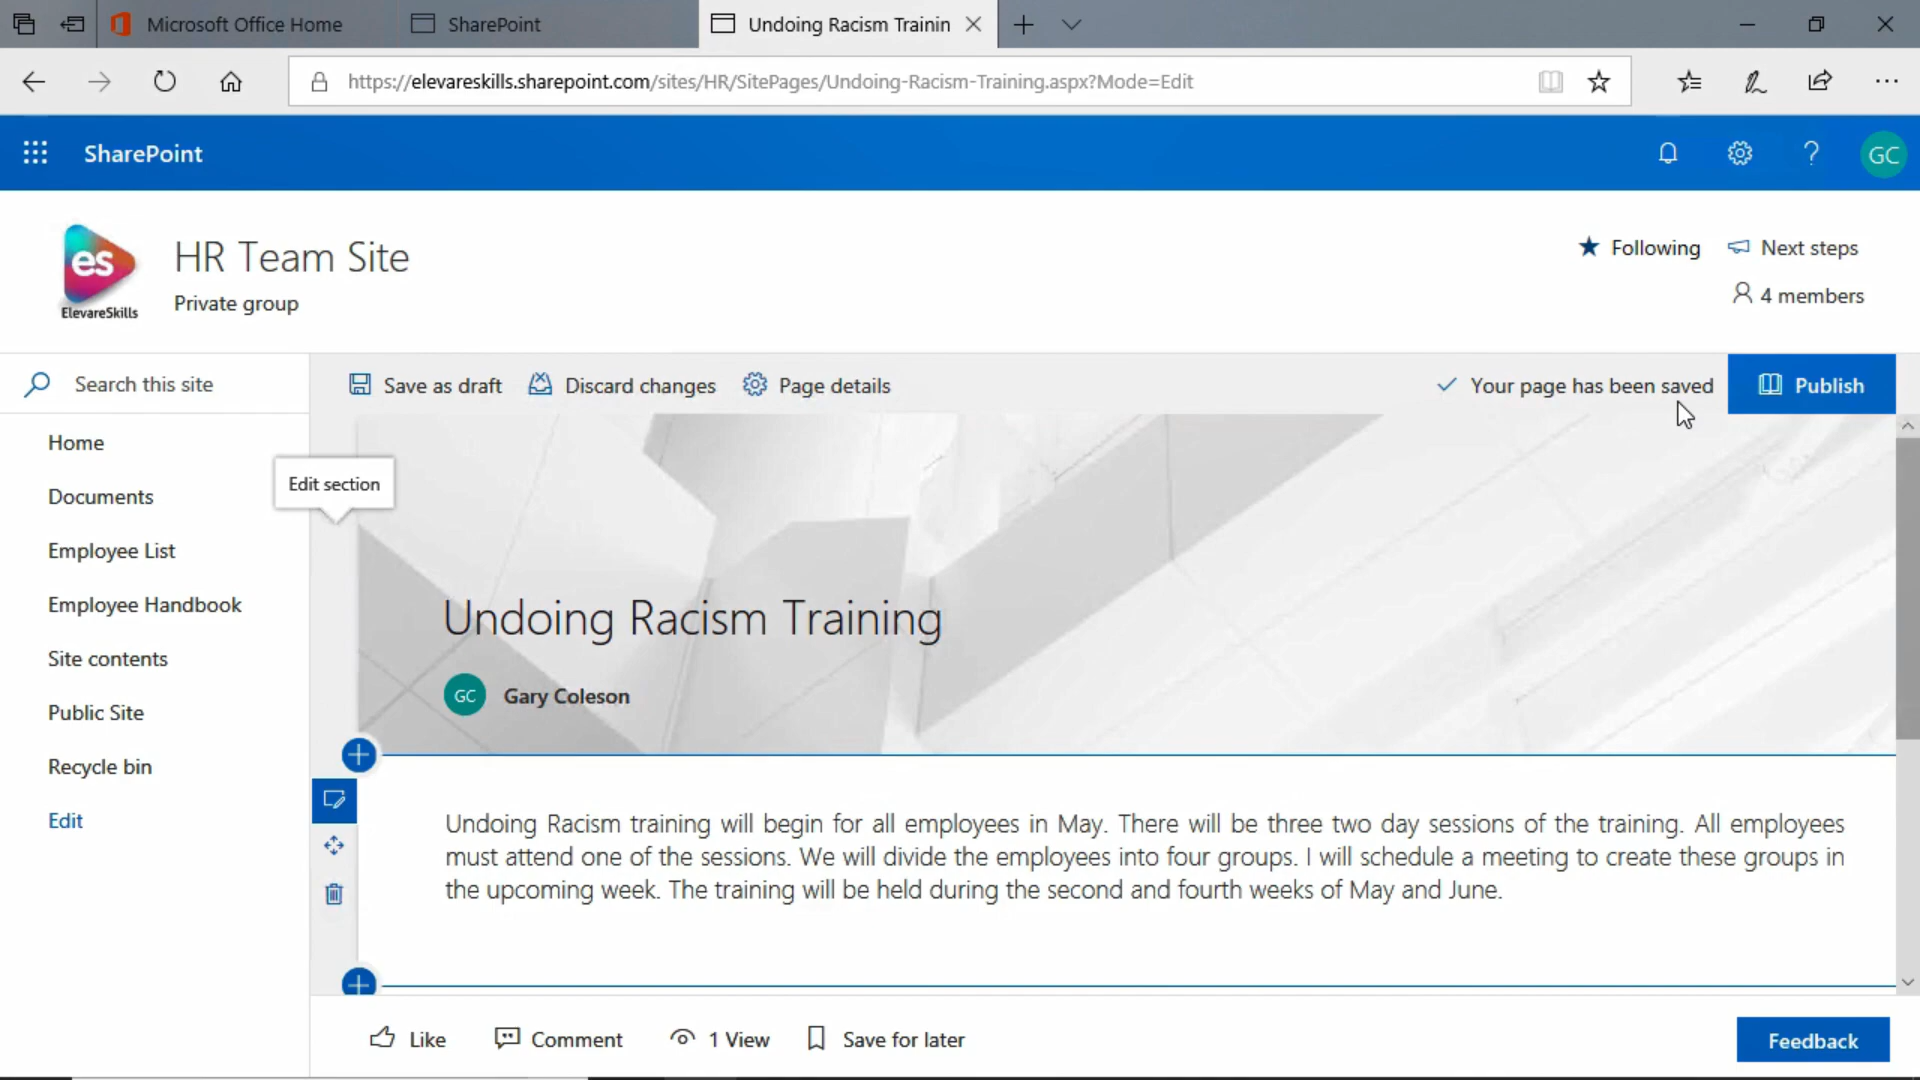 Microsoft Office Home
SharePoint
Undoing Racism Trainin
https://elevareskills.sharepoint.com/sites/HR/SitePages/Undoing-Racism-Training.aspx?Mode=Edit
SharePoint
GC
es
ElevareSkills
HR Team Site
Private group
Following
Next steps
4 members
Search this site
Save as draft
Discard changes
Page details
Your page has been saved
Publish
Home
Documents
Employee List
Employee Handbook
Site contents
Public Site
Recycle bin
Edit
Edit section
Undoing Racism Training
GC
Gary Coleson
Undoing Racism training will begin for all employees in May. There will be three two day sessions of the training. All employees
must attend one of the sessions. We will divide the employees into four groups. I will schedule a meeting to create these groups in
the upcoming week. The training will be held during the second and fourth weeks of May and June.
Like
Comment
1 View
Save for later
Feedback